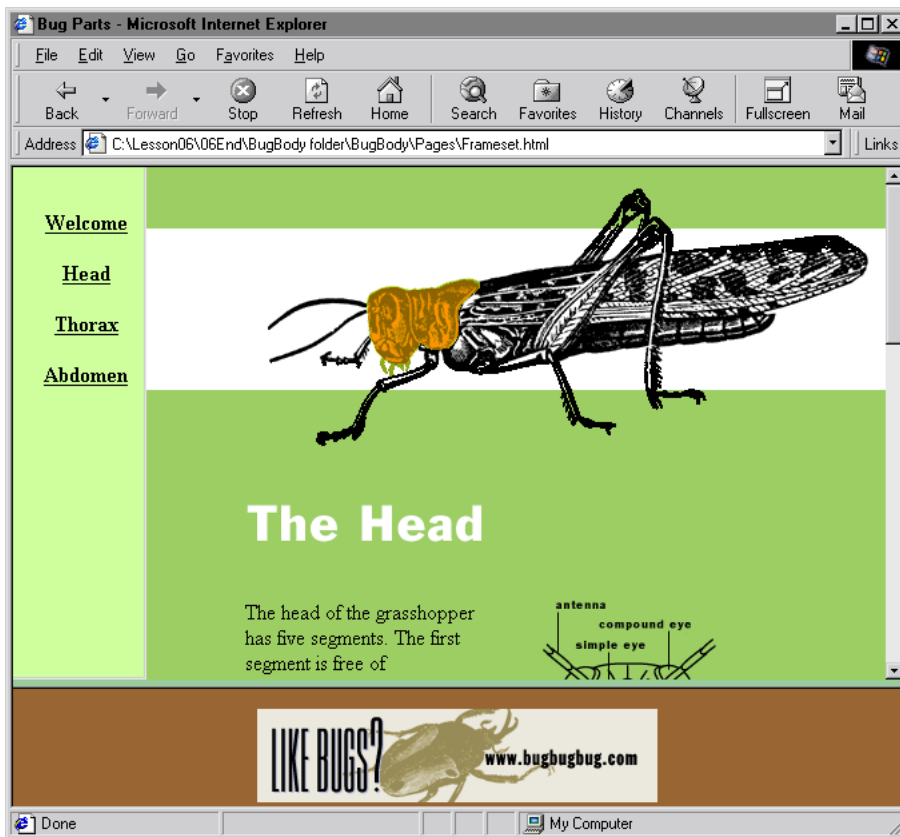 Bug Parts - Microsoft Internet Explorer
File Edit View Go Favorites Help
Back Forward Stop Refresh Home Search Favorites History Channels Fullscreen Mail
Address C:\Lesson06\06End\BugBody folder\BugBody\Pages\Frameset.html Links
Welcome
Head
Thorax
Abdomen
The Head
The head of the grasshopper
has five segments. The first
segment is free of
antenna
compound eye
simple eye
LIKE BUGS?
www.bugbugbug.com
Done My Computer